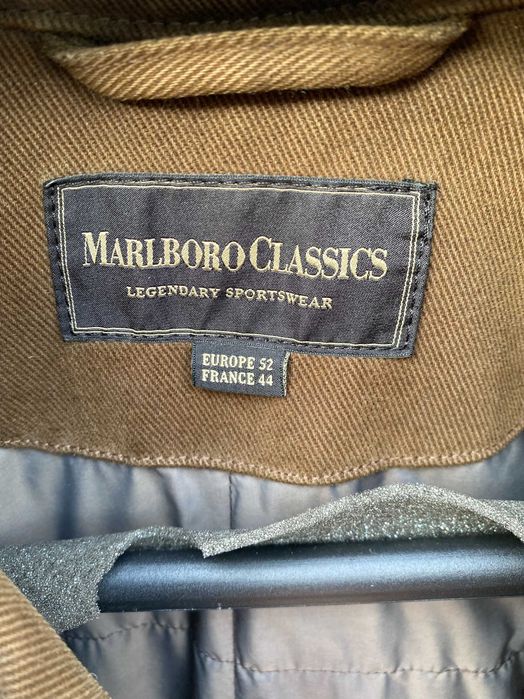 MARLBORO CLASSICS
LEGENDARY SPORTSWEAR
EUROPE 52
FRANCE 44